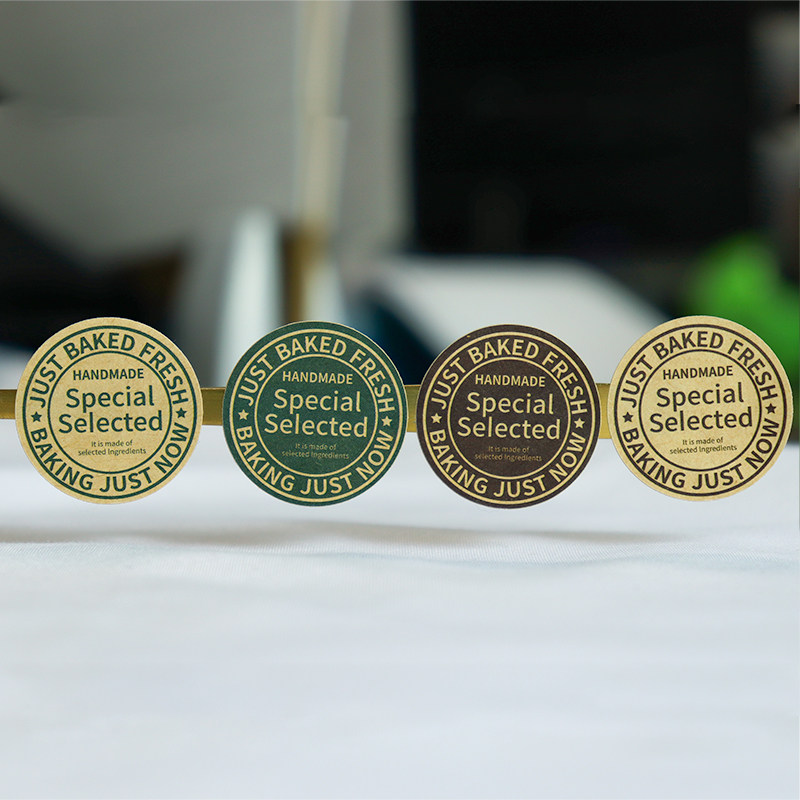 JUST BAKED FRESH
HANDMADE
Special
Selected
It is made of
selected Ingredients
BAKING JUST NOW
JUST BAKED FRESH
HANDMADE
Special
Selected
It is made of
selected Ingredients
BAKING JUST NOW
JUST BAKED FRESH
HANDMADE
Special
Selected
It is made of
selected Ingredients
BAKING JUST NOW
JUST BAKED FRESH
HANDMADE
Special
Selected
It is made of
selected Ingredients
BAKING JUST NOW